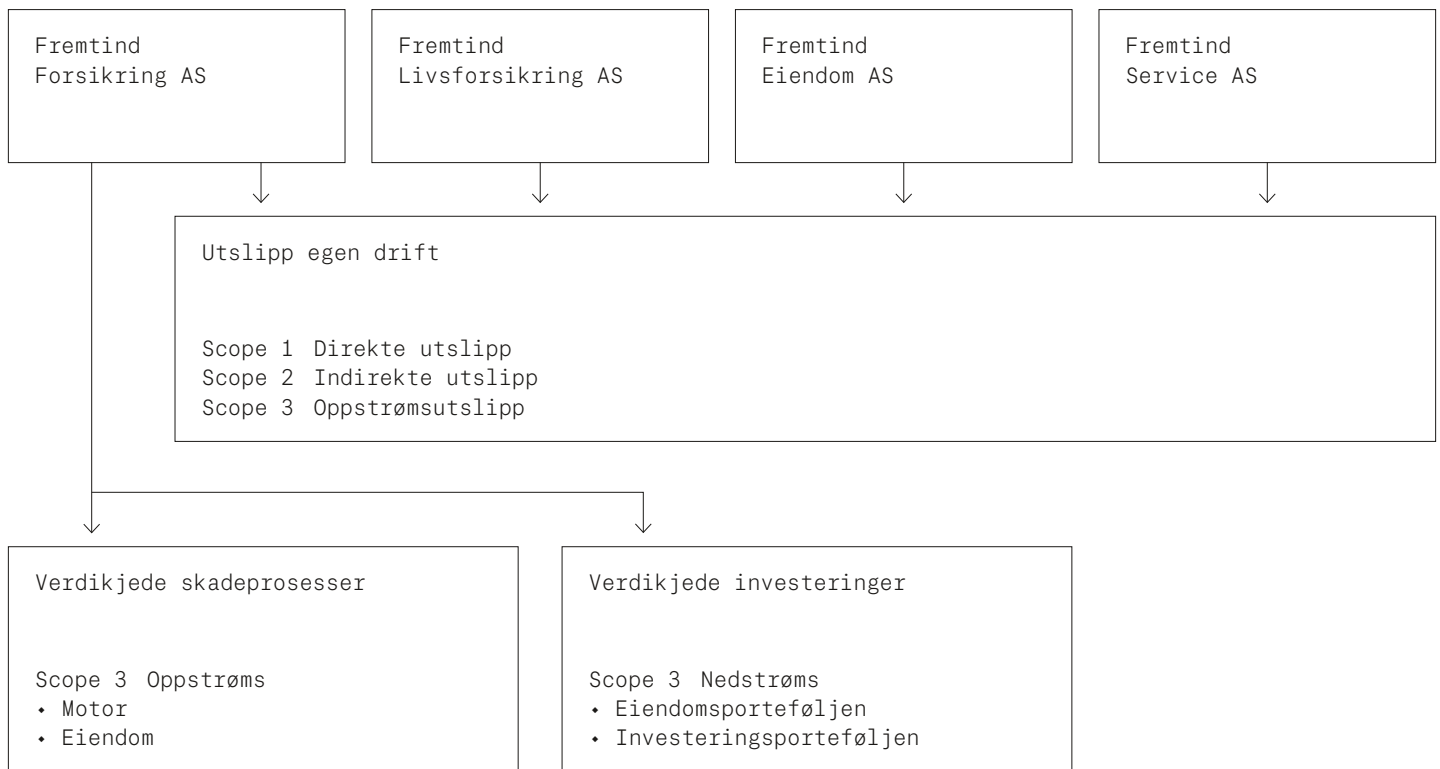 Fremtind
Forsikring AS
Fremtind
Livsforsikring AS
Fremtind
Eiendom AS
Fremtind
Service AS
Utslipp egen drift
Scope 1 Direkte utslipp
Scope 2 Indirekte utslipp
Scope 3 Oppstrømsutslipp
Verdikjede skadeprosesser
Scope 3 Oppstrøms
• Motor
• Eiendom
Verdikjede investeringer
Scope 3 Nedstrøms
• Eiendomsporteføljen
• Investeringsporteføljen